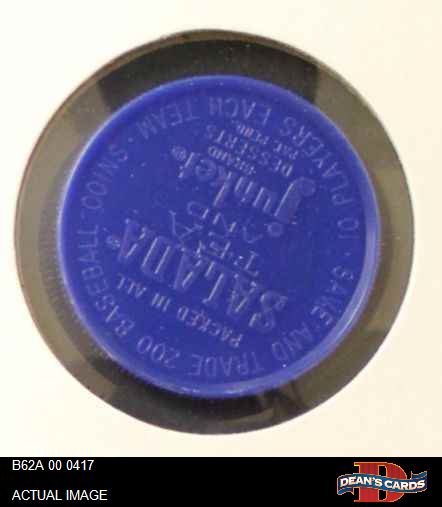 SAVE AND TRADE 200 BASEBALL COINS · 10 PLAYERS EACH TEAM ·
PACKED IN ALL
SALADA®
TEA
AND
junket®
BRAND
DESSERTS
PAT. PEND.
B62A 00 0417
ACTUAL IMAGE
D
DEAN'S CARDS